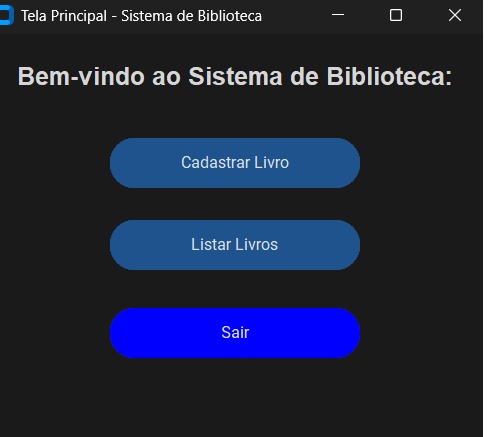 Tela Principal - Sistema de Biblioteca
Bem-vindo ao Sistema de Biblioteca:
Cadastrar Livro
Listar Livros
Sair